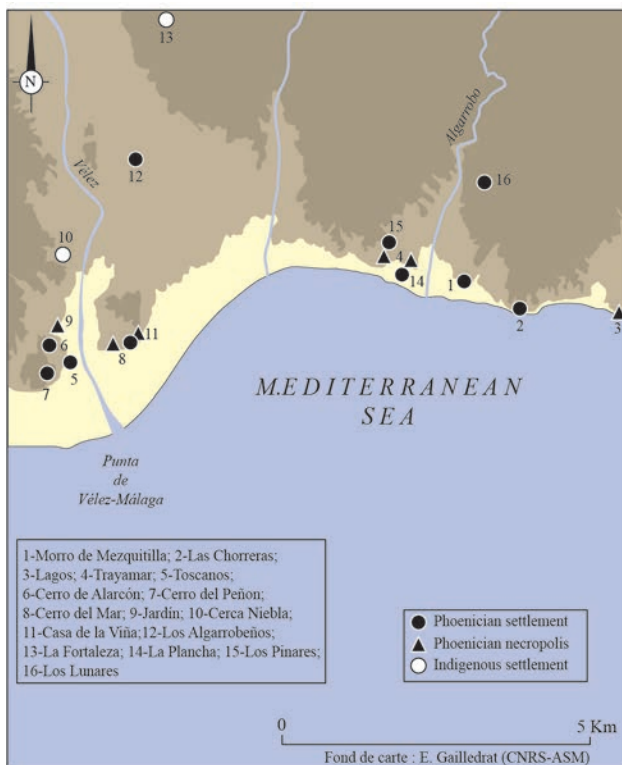 13
N
Algarrobo
Vélez
12
16
10
15
4
14
1
2
3
9
6
5
7
8
11
MEDITERRANEAN
SEA
Punta
de
Vélez-Málaga
1-Morro de Mezquitilla; 2-Las Chorreras;
3-Lagos; 4-Trayamar; 5-Toscanos;
6-Cerro de Alarcón; 7-Cerro del Peñon;
8-Cerro del Mar; 9-Jardín; 10-Cerca Niebla;
11-Casa de la Viña;12-Los Algarrobeños;
13-La Fortaleza; 14-La Plancha; 15-Los Pinares;
16-Los Lunares
Phoenician settlement
Phoenician necropolis
Indigenous settlement
0 5 Km
Fond de carte : E. Gailledrat (CNRS-ASM)